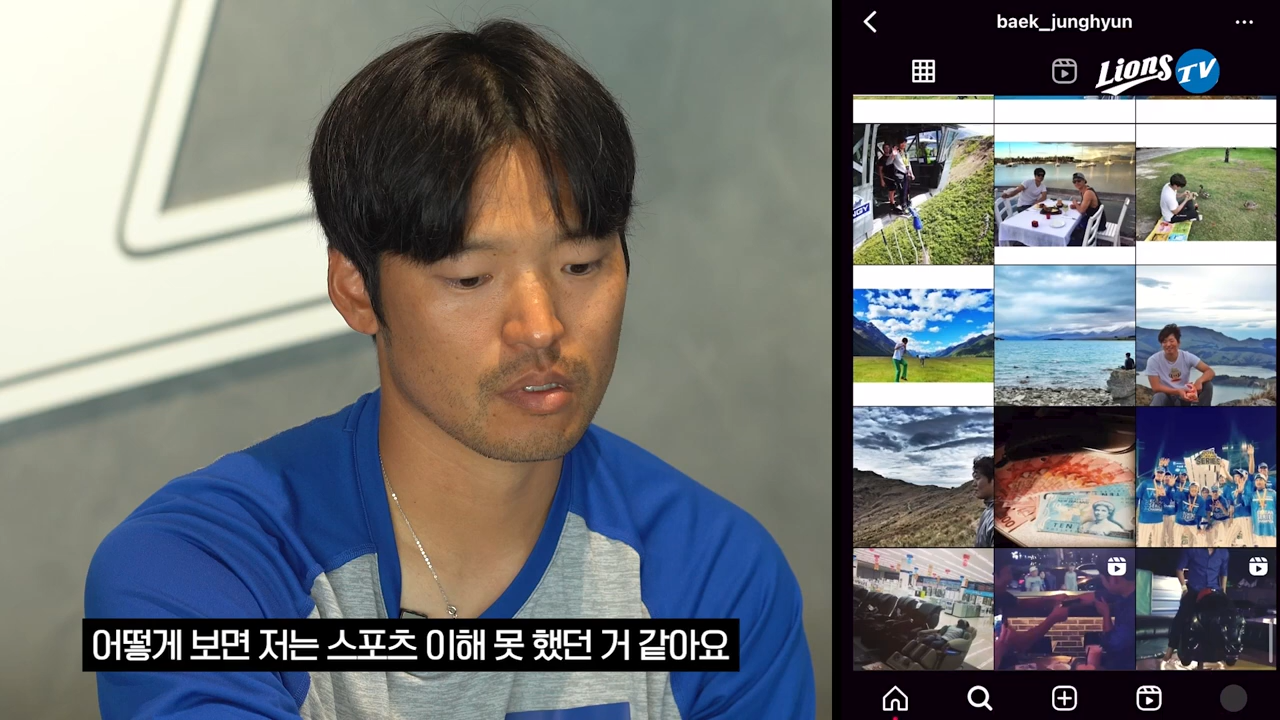 baek_junghyun
Lions TV
어떻게 보면 저는 스포츠 이해 못 했던 거 같아요
TEN